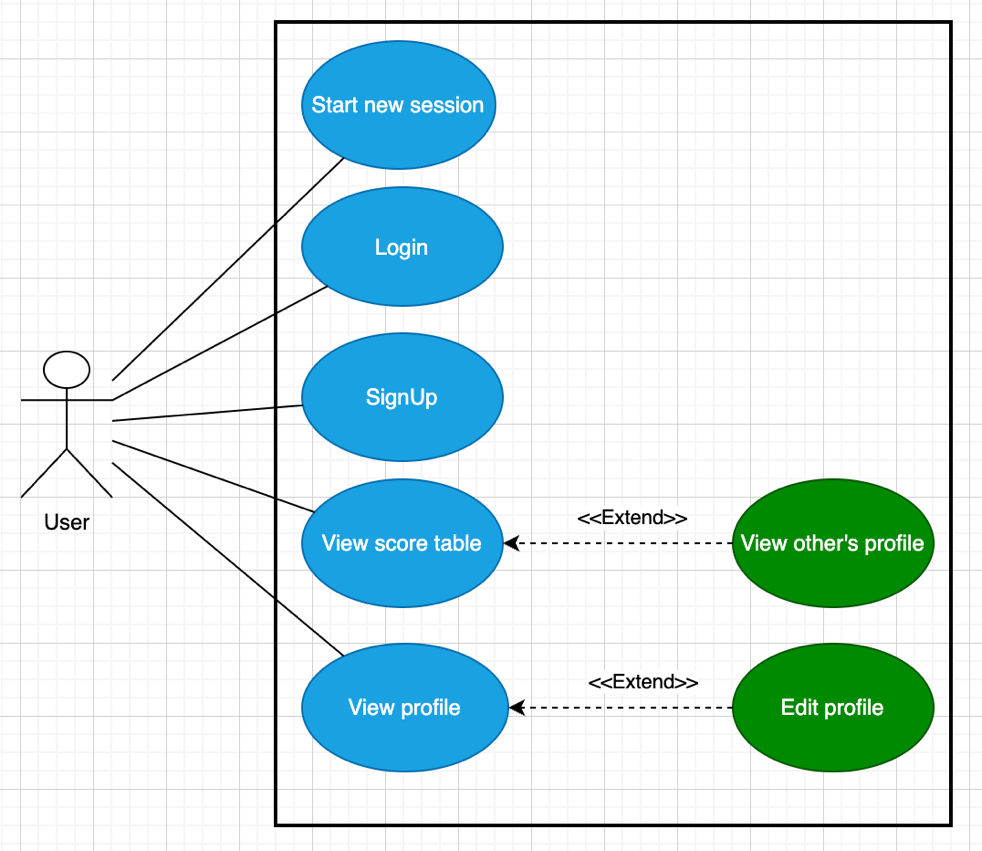 Start new session
Login
SignUp
User
View score table
<<Extend>>
View other's profile
View profile
<<Extend>>
Edit profile